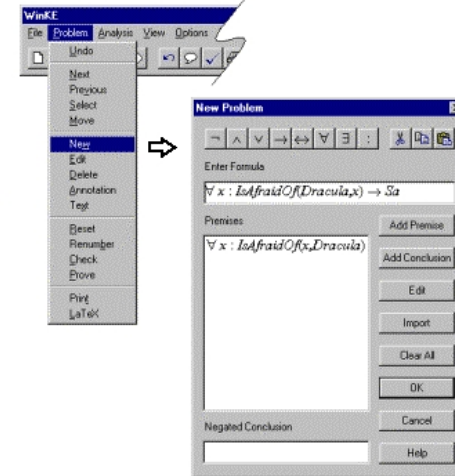 WinKE
File Problem Analysis View Options
Undo
Next
Previous
Select
Move
New
Edit
Delete
Annotation
Text
Reset
Renumber
Check
Prove
Print
LaTeX
New Problem
¬ ∧ ∨ → ↔ ∀ ∃ :
Enter Formula
∀ x : IsAfraidOf(Dracula,x) → Sa
Premises
∀ x : IsAfraidOf(x,Dracula)
Add Premise
Add Conclusion
Edit
Import
Clear All
OK
Cancel
Help
Negated Conclusion